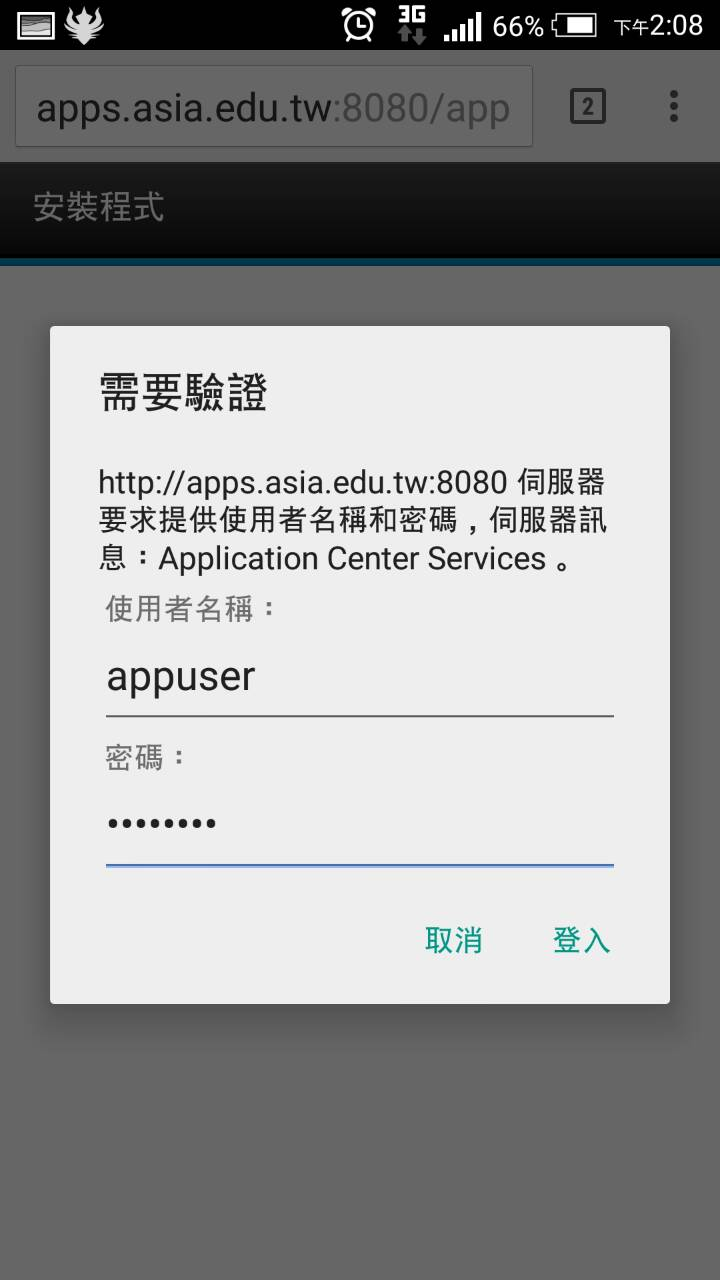 3G 66% 下午2:08
apps.asia.edu.tw:8080/app 2
安裝程式
需要驗證
http://apps.asia.edu.tw:8080 伺服器
要求提供使用者名稱和密碼，伺服器訊
息：Application Center Services。
使用者名稱：
appuser
密碼：
••••••••
取消 登入